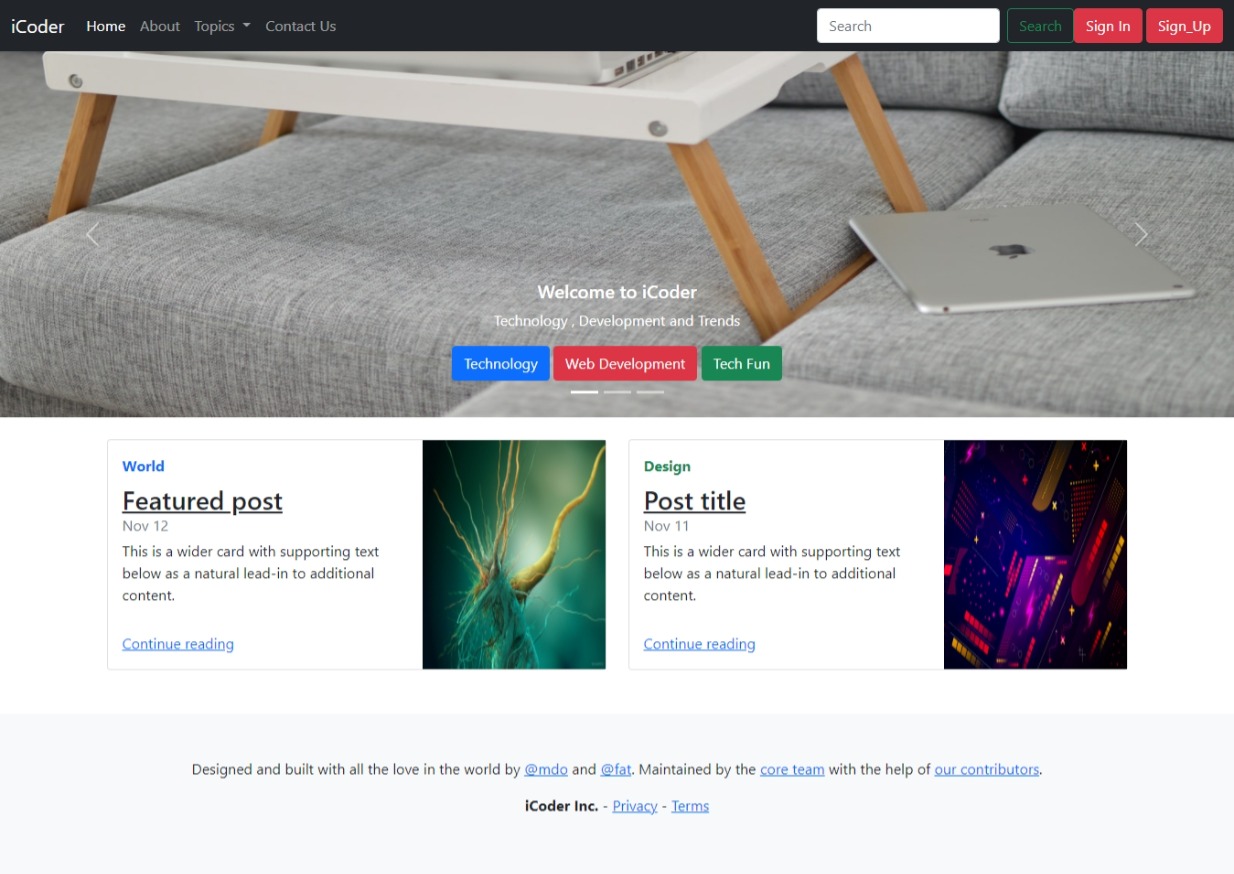 iCoder Home About Topics Contact Us Search Search Sign In Sign_Up
Welcome to iCoder
Technology , Development and Trends
Technology Web Development Tech Fun
World
Featured post
Nov 12
This is a wider card with supporting text
below as a natural lead-in to additional
content.
Continue reading
Design
Post title
Nov 11
This is a wider card with supporting text
below as a natural lead-in to additional
content.
Continue reading
Designed and built with all the love in the world by @mdo and @fat. Maintained by the core team with the help of our contributors.
iCoder Inc. - Privacy - Terms